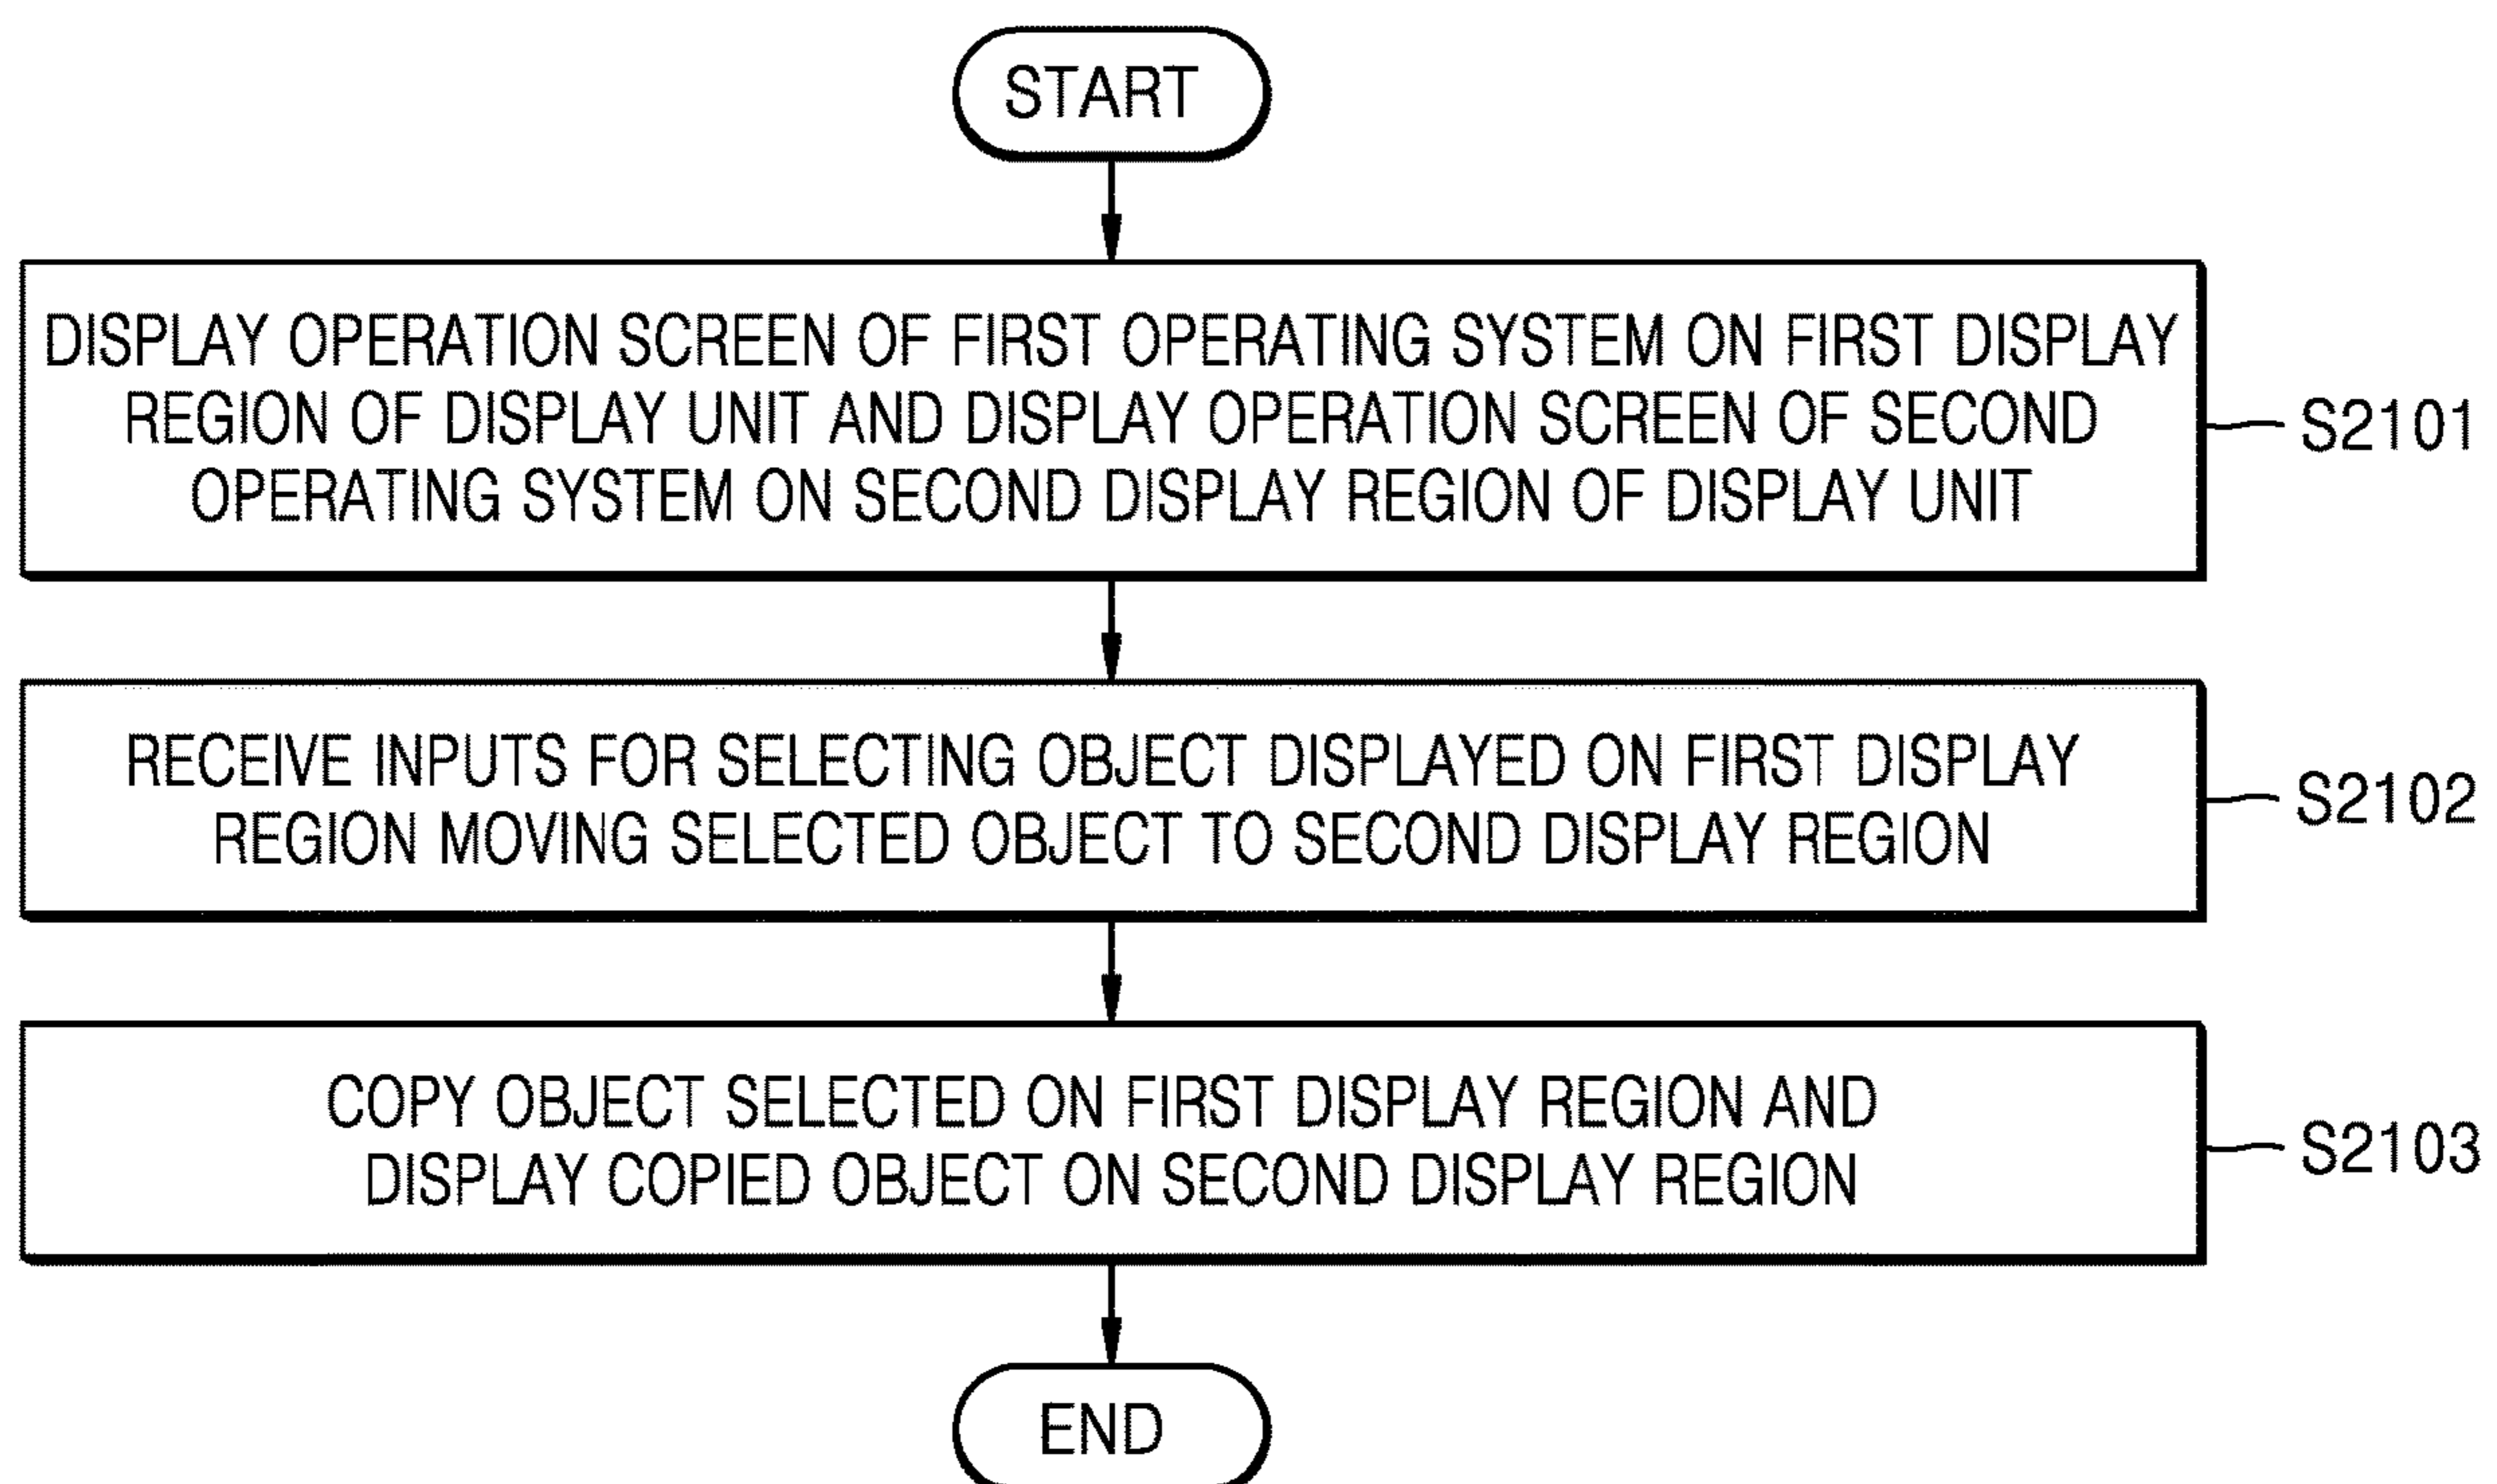 START
DISPLAY OPERATION SCREEN OF FIRST OPERATING SYSTEM ON FIRST DISPLAY
REGION OF DISPLAY UNIT AND DISPLAY OPERATION SCREEN OF SECOND
OPERATING SYSTEM ON SECOND DISPLAY REGION OF DISPLAY UNIT
S2101
RECEIVE INPUTS FOR SELECTING OBJECT DISPLAYED ON FIRST DISPLAY
REGION MOVING SELECTED OBJECT TO SECOND DISPLAY REGION
S2102
COPY OBJECT SELECTED ON FIRST DISPLAY REGION AND
DISPLAY COPIED OBJECT ON SECOND DISPLAY REGION
S2103
END